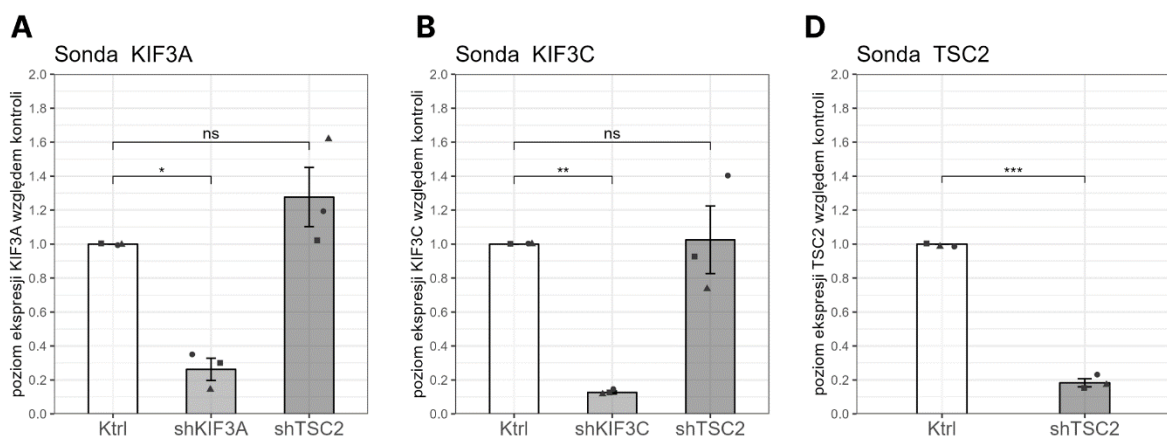 A
Sonda KIF3A
poziom ekspresji KIF3A względem kontroli
2.0
1.8
1.6
1.4
1.2
1.0
0.8
0.6
0.4
0.2
0.0
ns
*
Ktrl shKIF3A shTSC2
B
Sonda KIF3C
poziom ekspresji KIF3C względem kontroli
2.0
1.8
1.6
1.4
1.2
1.0
0.8
0.6
0.4
0.2
0.0
ns
**
Ktrl shKIF3C shTSC2
D
Sonda TSC2
poziom ekspresji TSC2 względem kontroli
2.0
1.8
1.6
1.4
1.2
1.0
0.8
0.6
0.4
0.2
0.0
***
Ktrl shTSC2